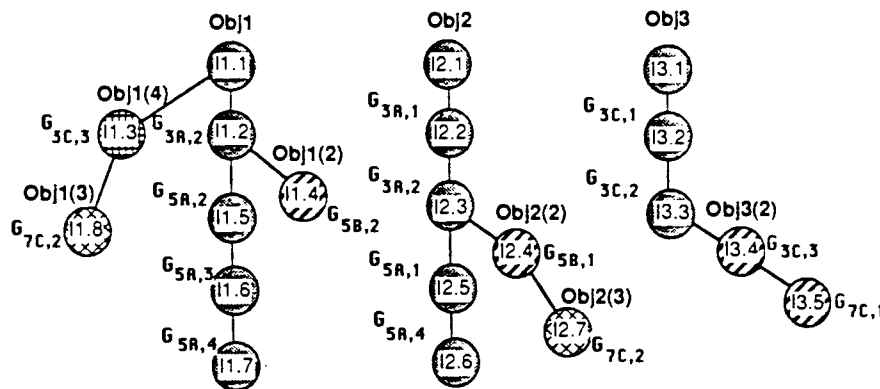 Obj1
I1.1
Obj1(4)
G3C,3
I1.3
G3R,2
I1.2
Obj1(2)
I1.4
G5B,2
Obj1(3)
G7C,2
I1.8
G5R,2
I1.5
G5R,3
I1.6
G5R,4
I1.7
Obj2
I2.1
G3R,1
I2.2
G3R,2
I2.3
Obj2(2)
I2.4
G5B,1
G5R,1
I2.5
Obj2(3)
I2.7
G7C,2
G5R,4
I2.6
Obj3
I3.1
G3C,1
I3.2
G3C,2
I3.3
Obj3(2)
I3.4
G3C,3
I3.5
G7C,1